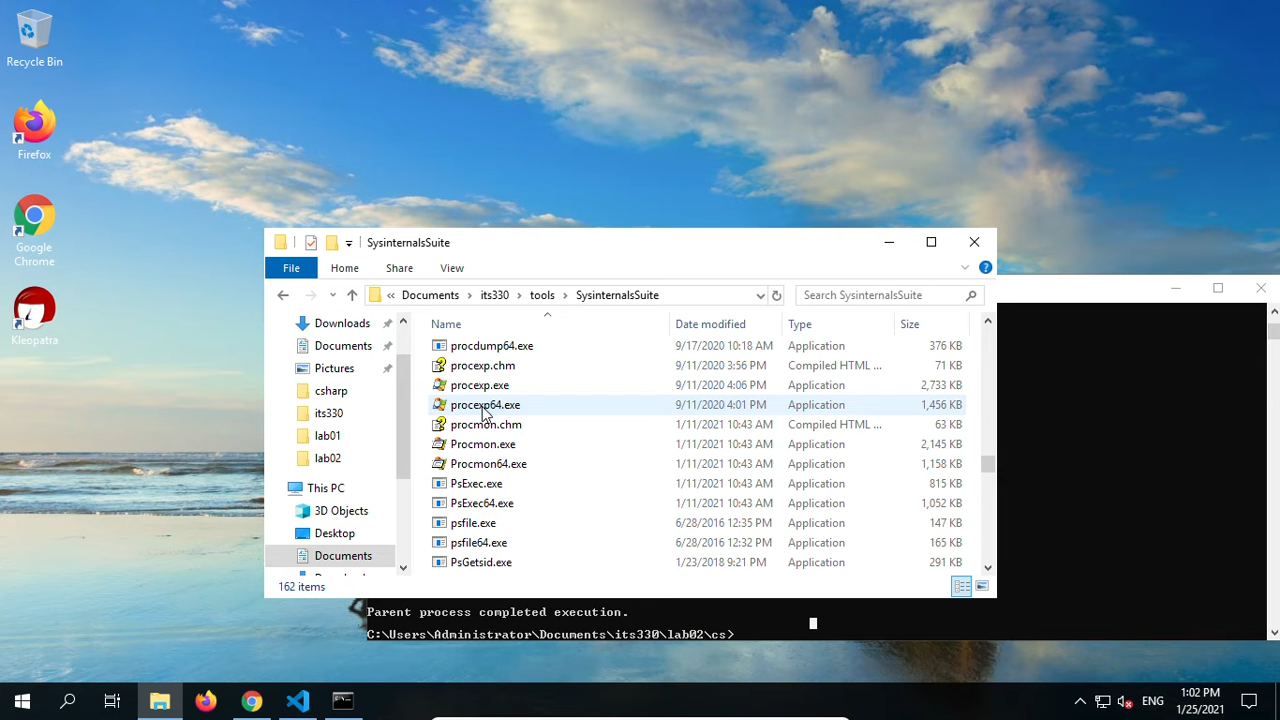 Recycle Bin
Firefox
Google
Chrome
Kleopatra
SysinternalsSuite
File Home Share View
« Documents > its330 > tools > SysinternalsSuite
Search SysinternalsSuite
Name Date modified Type Size
Downloads
Documents
Pictures
csharp
its330
lab01
lab02
This PC
3D Objects
Desktop
Documents
procdump64.exe 9/17/2020 10:18 AM Application 376 KB
procexp.chm 9/11/2020 3:56 PM Compiled HTML ... 71 KB
procexp.exe 9/11/2020 4:06 PM Application 2,733 KB
procexp64.exe 9/11/2020 4:01 PM Application 1,456 KB
procmon.chm 1/11/2021 10:43 AM Compiled HTML ... 63 KB
Procmon.exe 1/11/2021 10:43 AM Application 2,145 KB
Procmon64.exe 1/11/2021 10:43 AM Application 1,158 KB
PsExec.exe 1/11/2021 10:43 AM Application 815 KB
PsExec64.exe 1/11/2021 10:43 AM Application 1,052 KB
psfile.exe 6/28/2016 12:35 PM Application 147 KB
psfile64.exe 6/28/2016 12:32 PM Application 165 KB
PsGetsid.exe 1/23/2018 9:21 PM Application 291 KB
162 items
Parent process completed execution.
C:\Users\Administrator\Documents\its330\lab02\cs>
ENG
1:02 PM
1/25/2021